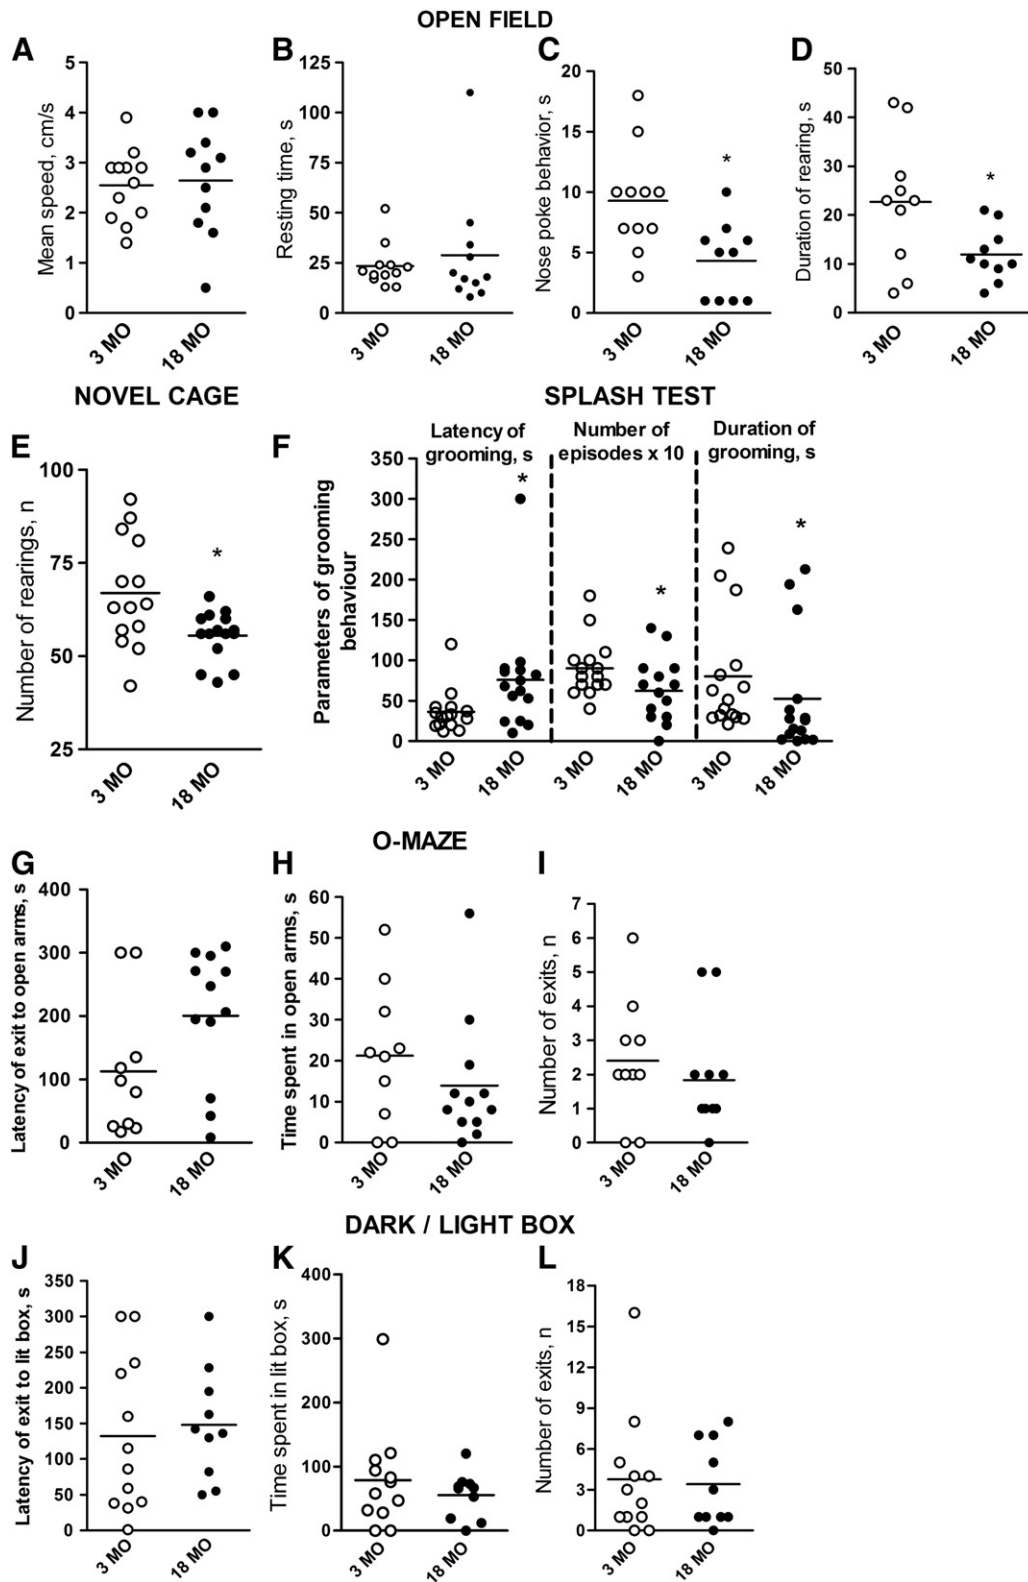 OPEN FIELD
A
Mean speed, cm/s
5
4
3
2
1
0
3 MO
18 MO
B
Resting time, s
125
100
75
50
25
0
3 MO
18 MO
C
Nose poke behavior, s
20
15
10
5
0
*
3 MO
18 MO
D
Duration of rearing, s
50
40
30
20
10
0
*
3 MO
18 MO
NOVEL CAGE
E
Number of rearings, n
100
75
50
25
*
3 MO
18 MO
SPLASH TEST
F
Parameters of grooming
behaviour
350
300
250
200
150
100
50
0
Latency of
grooming, s
*
3 MO
18 MO
Number of
episodes x 10
*
3 MO
18 MO
Duration of
grooming, s
*
3 MO
18 MO
O-MAZE
G
Latency of exit to open arms, s
400
300
200
100
0
3 MO
18 MO
H
Time spent in open arms, s
60
50
40
30
20
10
0
3 MO
18 MO
I
Number of exits, n
7
6
5
4
3
2
1
0
3 MO
18 MO
DARK / LIGHT BOX
J
Latency of exit to lit box, s
350
300
250
200
150
100
50
0
3 MO
18 MO
K
Time spent in lit box, s
400
300
200
100
0
3 MO
18 MO
L
Number of exits, n
18
15
12
9
6
3
0
3 MO
18 MO